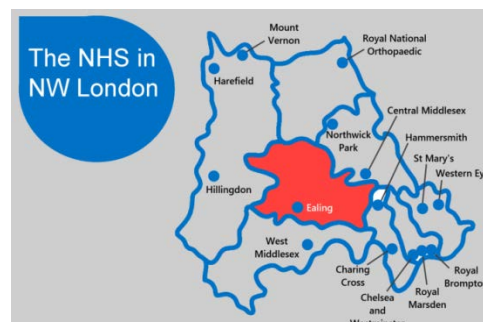 The NHS in
NW London
Mount
Vernon
Royal National
Orthopaedic
Harefield
Central Middlesex
Northwick
Park
Hammersmith
St Mary's
Western Ey
Hillingdon
Ealing
West
Middlesex
Charing
Cross
Royal
Brompto
Royal
Marsden
Chelsea
and